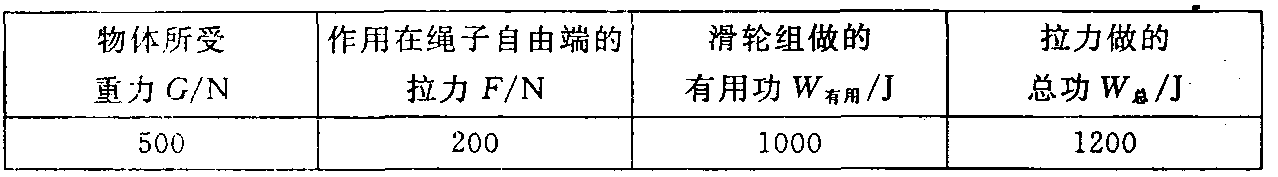 物体所受
重力 G/N
作用在绳子自由端的
拉力 F/N
滑轮组做的
有用功 W有用/J
拉力做的
总功 W总/J
500
200
1000
1200